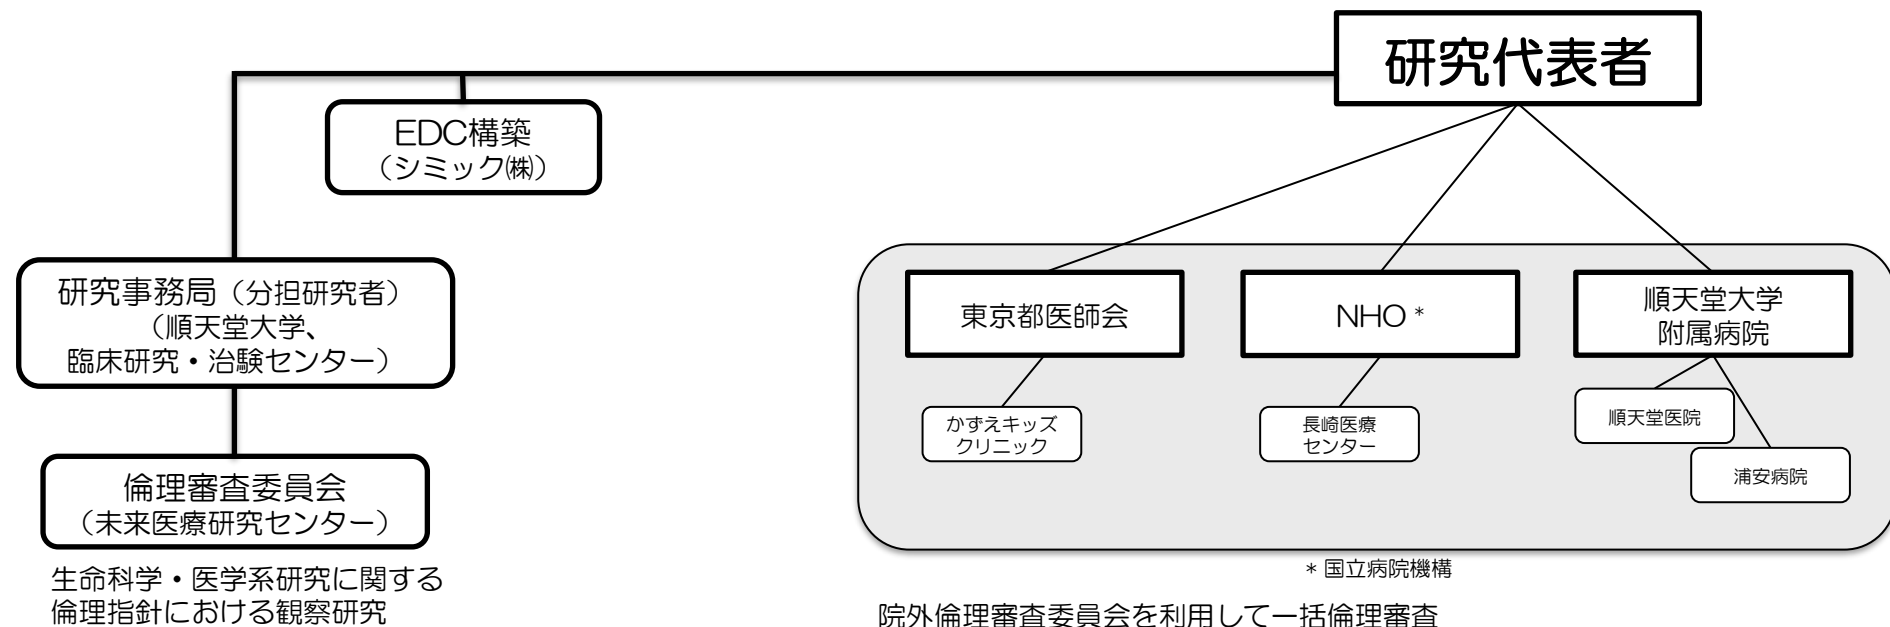 研究代表者
EDC構築
（シミック㈱）
研究事務局（分担研究者）
（順天堂大学、
臨床研究・治験センター）
倫理審査委員会
（未来医療研究センター）
生命科学・医学系研究に関する
倫理指針における観察研究
東京都医師会
NHO *
順天堂大学
附属病院
かずえキッズ
クリニック
長崎医療
センター
順天堂医院
浦安病院
* 国立病院機構
院外倫理審査委員会を利用して一括倫理審査